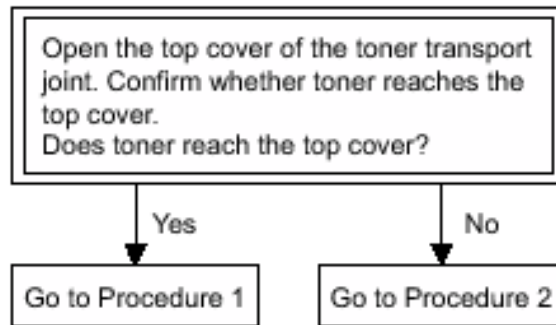 Open the top cover of the toner transport
joint. Confirm whether toner reaches the
top cover.
Does toner reach the top cover?
Yes
No
Go to Procedure 1
Go to Procedure 2